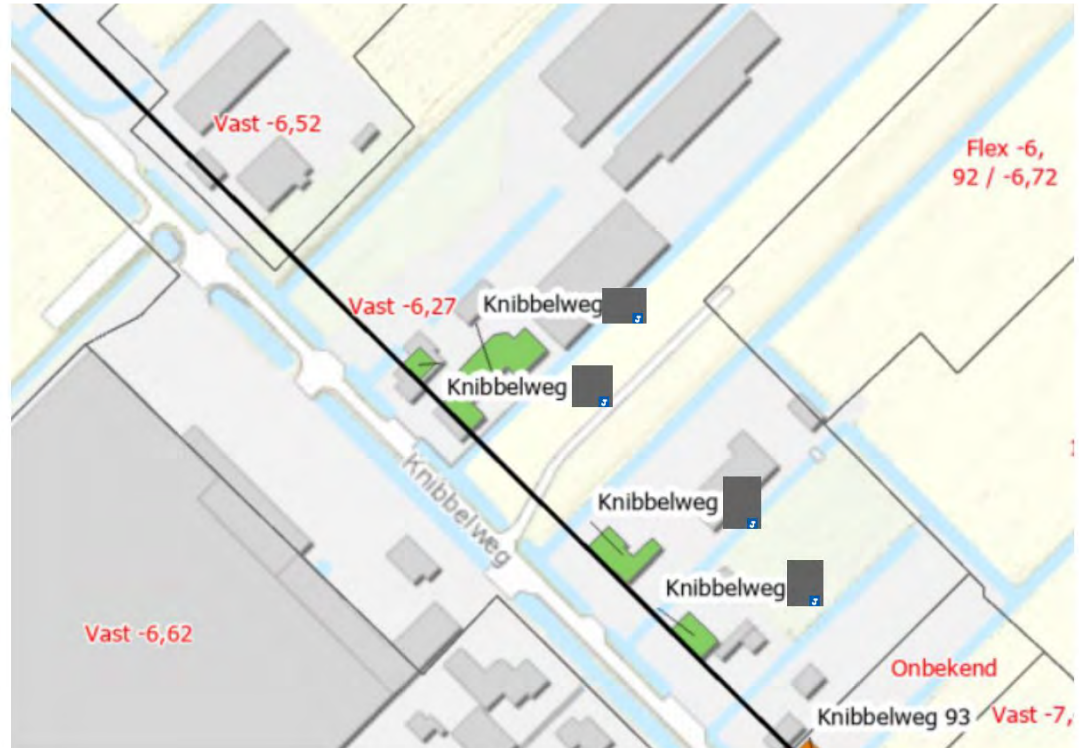 Vast -6,52
Flex -6,
92 / -6,72
Vast -6,27
Knibbelweg
Knibbelweg
Knibbelweg
Knibbelweg
Knibbelweg
Vast -6,62
Onbekend
Knibbelweg 93
Vast -7,